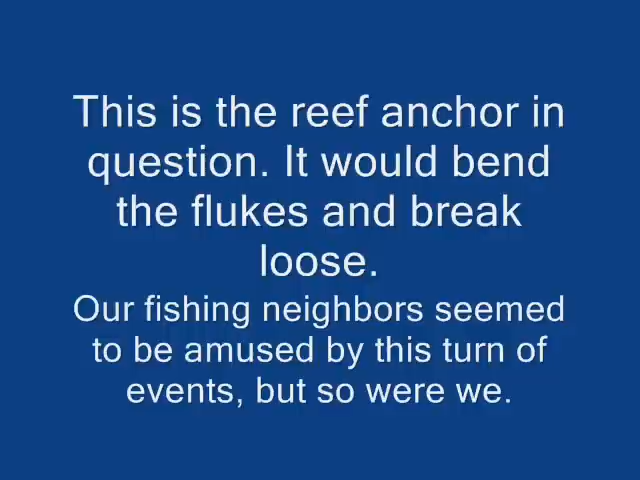 This is the reef anchor in
question. It would bend
the flukes and break
loose.
Our fishing neighbors seemed
to be amused by this turn of
events, but so were we.